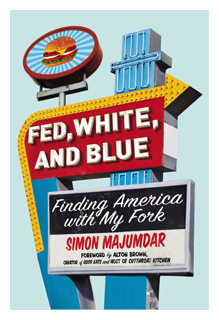 FED, WHITE,
AND BLUE
Finding America
with My Fork
SIMON MAJUMDAR
FOREWORD by ALTON BROWN,
CREATOR of GOOD EATS and HOST OF CUTTHROAT KITCHEN